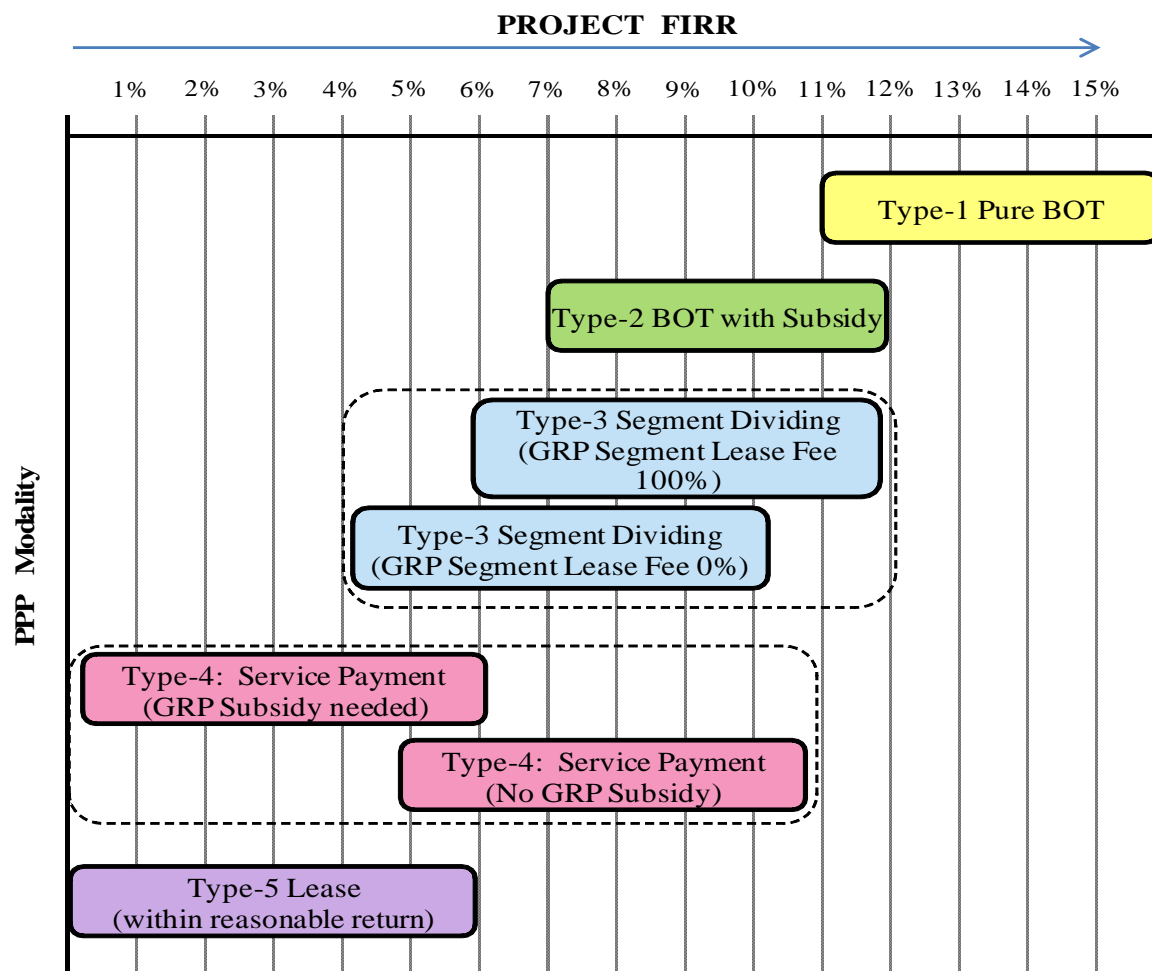 PROJECT FIRR
1% 2% 3% 4% 5% 6% 7% 8% 9% 10% 11% 12% 13% 14% 15%
PPP Modality
Type-1 Pure BOT
Type-2 BOT with Subsidy
Type-3 Segment Dividing
(GRP Segment Lease Fee
100%)
Type-3 Segment Dividing
(GRP Segment Lease Fee 0%)
Type-4: Service Payment
(GRP Subsidy needed)
Type-4: Service Payment
(No GRP Subsidy)
Type-5 Lease
(within reasonable return)